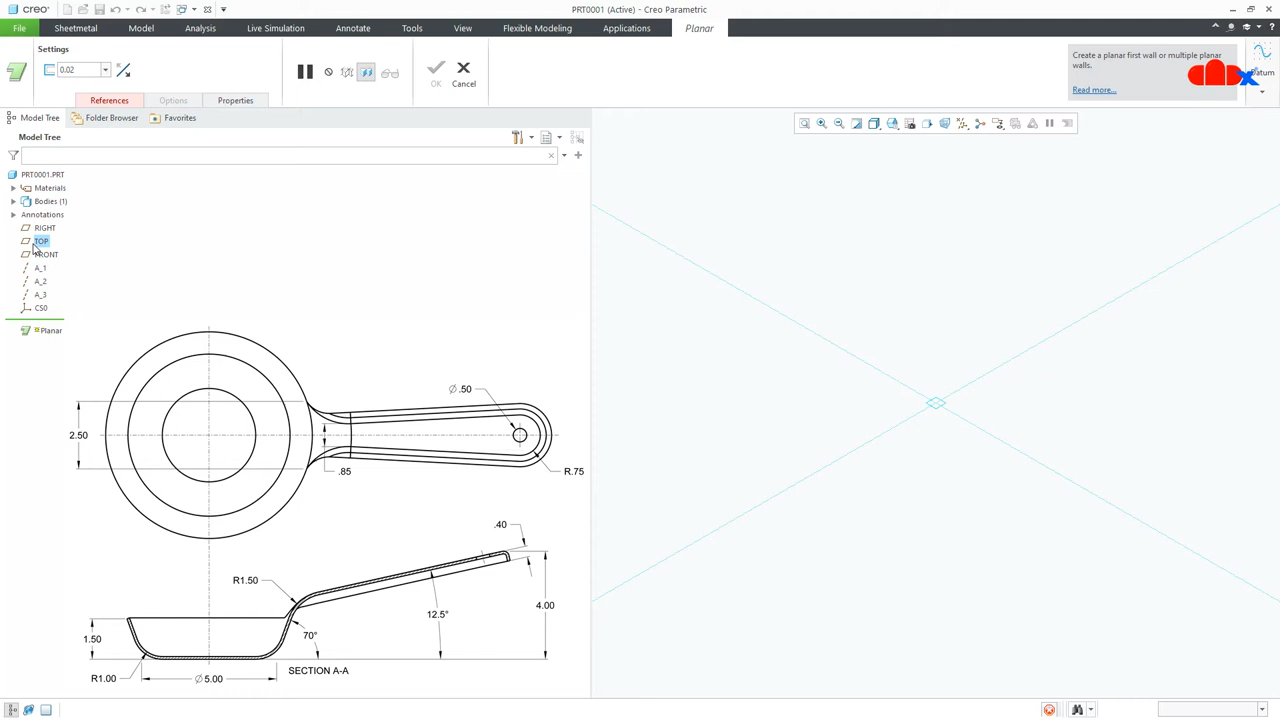 creo
PRT0001 (Active) - Creo Parametric
File Sheetmetal Model Analysis Live Simulation Annotate Tools View Flexible Modeling Applications Planar
Settings
0.02
OK
Cancel
Create a planar first wall or multiple planar
walls.
Read more...
Datum
References Options Properties
Model Tree Folder Browser Favorites
Model Tree
PRT0001.PRT
Materials
Bodies (1)
Annotations
RIGHT
TOP
FRONT
A_1
A_2
A_3
CS0
Planar
Ø.50
2.50
.85
R.75
.40
R1.50
4.00
12.5°
70°
1.50
SECTION A-A
R1.00
Ø5.00